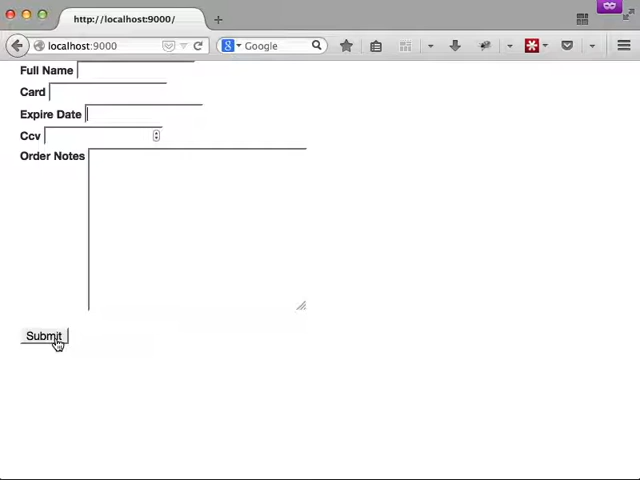 http://localhost:9000/
localhost:9000
Google
Full Name
Card
Expire Date
Ccv
Order Notes
Submit